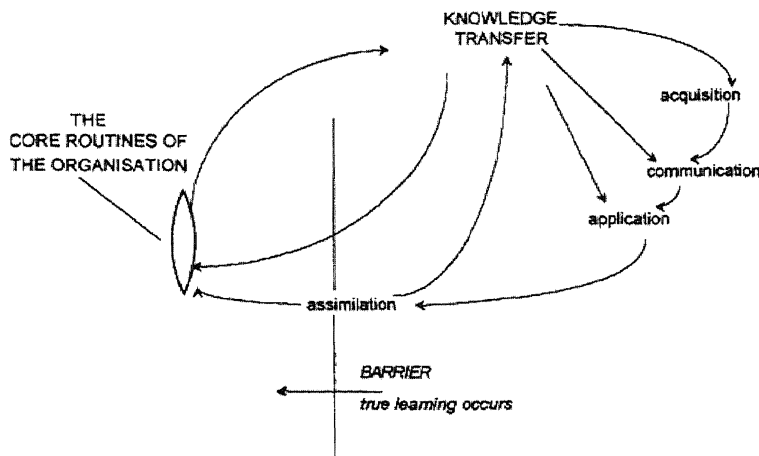 KNOWLEDGE
TRANSFER
acquisition
THE
CORE ROUTINES OF
THE ORGANISATION
communication
application
assimilation
BARRIER
true learning occurs